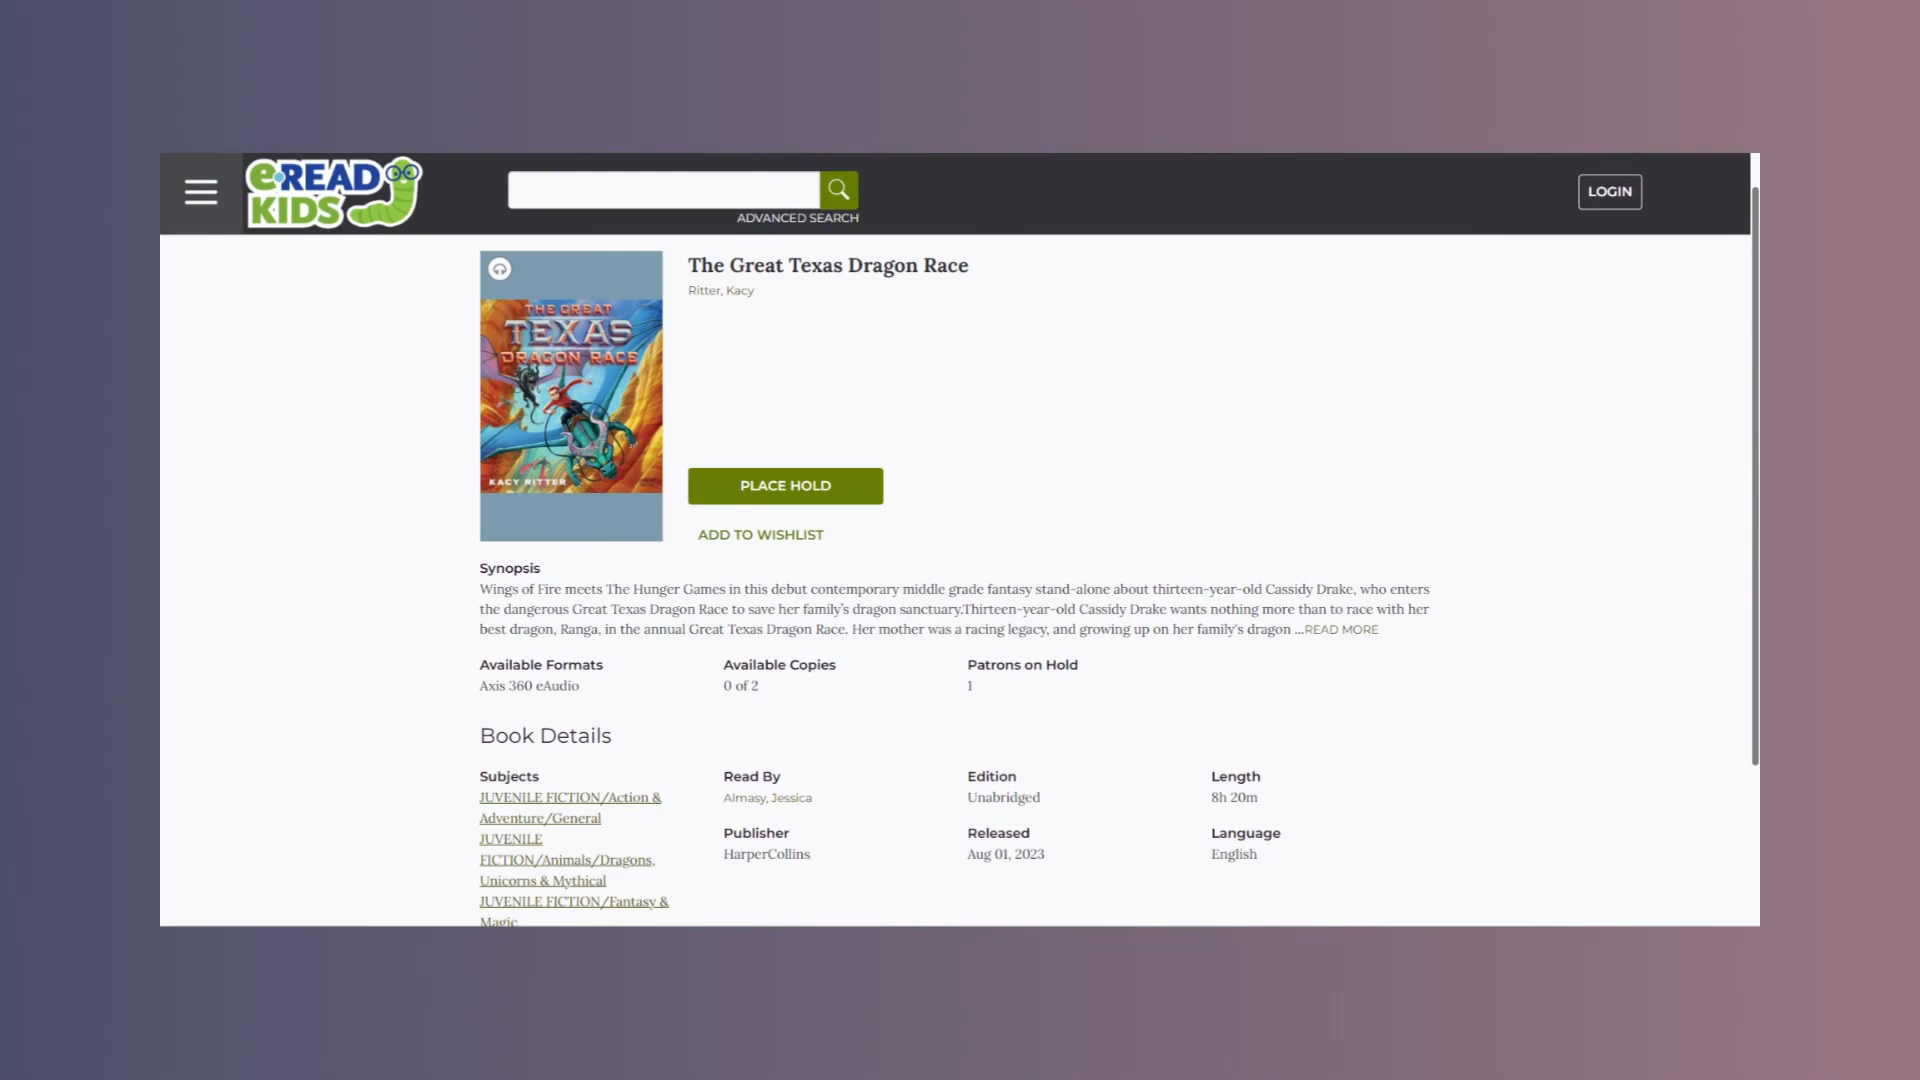 e·READ
KIDS
ADVANCED SEARCH
LOGIN
THE GREAT
TEXAS
DRAGON RACE
KACY RITTER
The Great Texas Dragon Race
Ritter, Kacy
PLACE HOLD
ADD TO WISHLIST
Synopsis
Wings of Fire meets The Hunger Games in this debut contemporary middle grade fantasy stand-alone about thirteen-year-old Cassidy Drake, who enters
the dangerous Great Texas Dragon Race to save her family’s dragon sanctuary.Thirteen-year-old Cassidy Drake wants nothing more than to race with her
best dragon, Ranga, in the annual Great Texas Dragon Race. Her mother was a racing legacy, and growing up on her family's dragon ...READ MORE
Available Formats
Axis 360 eAudio
Available Copies
0 of 2
Patrons on Hold
1
Book Details
Subjects
JUVENILE FICTION/Action &
Adventure/General
JUVENILE
FICTION/Animals/Dragons,
Unicorns & Mythical
JUVENILE FICTION/Fantasy &
Magic
Read By
Almasy, Jessica
Edition
Unabridged
Length
8h 20m
Publisher
HarperCollins
Released
Aug 01, 2023
Language
English